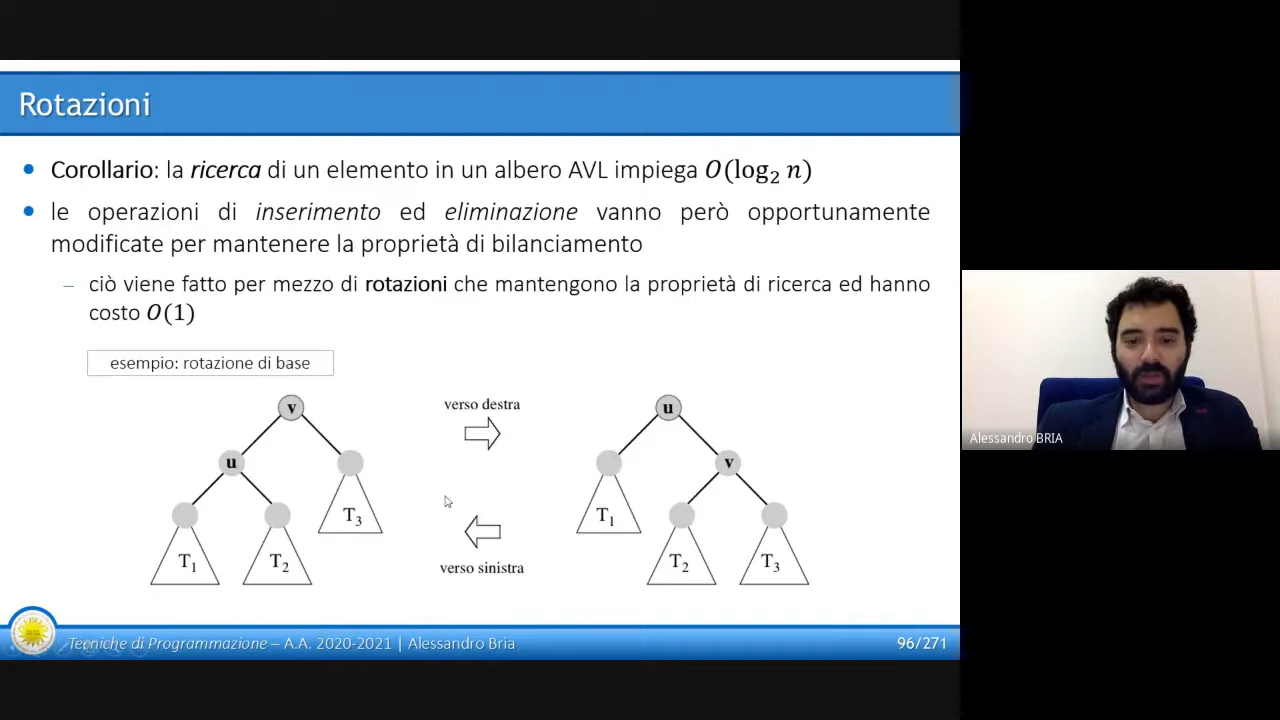 Rotazioni
• Corollario: la ricerca di un elemento in un albero AVL impiega O(log₂ n)
• le operazioni di inserimento ed eliminazione vanno però opportunamente
modificate per mantenere la proprietà di bilanciamento
– ciò viene fatto per mezzo di rotazioni che mantengono la proprietà di ricerca ed hanno
costo O(1)
esempio: rotazione di base
v
verso destra
u
u
v
T₃
T₁
T₁
T₂
T₂
T₃
verso sinistra
Alessandro BRIA
Tecniche di Programmazione – A.A. 2020-2021 | Alessandro Bria
96/271